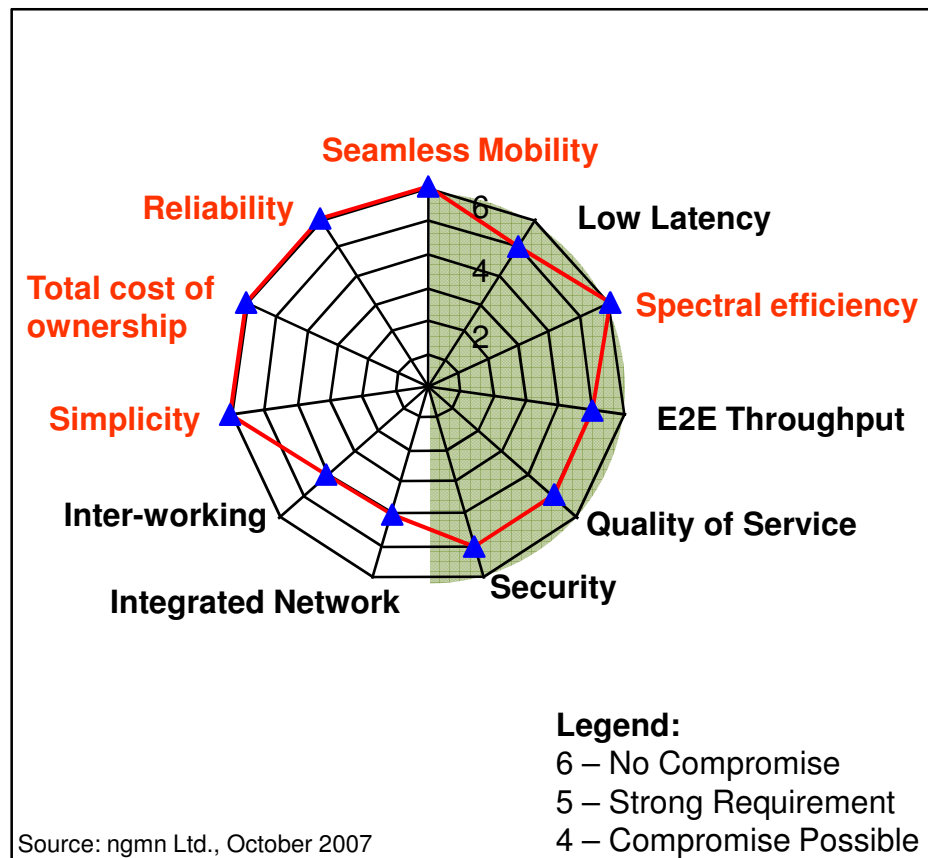 Seamless Mobility
Reliability
6
Low Latency
Total cost of
ownership
4
Spectral efficiency
2
Simplicity
E2E Throughput
Inter-working
Quality of Service
Integrated Network
Security
Legend:
6 – No Compromise
5 – Strong Requirement
4 – Compromise Possible
Source: ngmn Ltd., October 2007